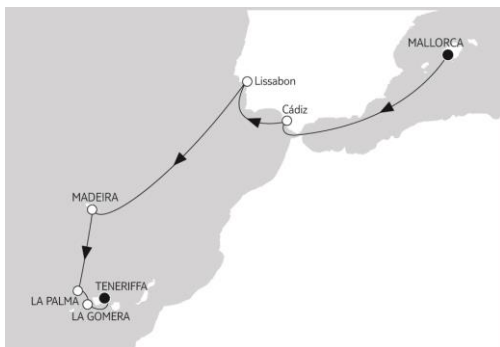 MALLORCA
Lissabon
Cádiz
MADEIRA
TENERIFFA
LA PALMA
LA GOMERA